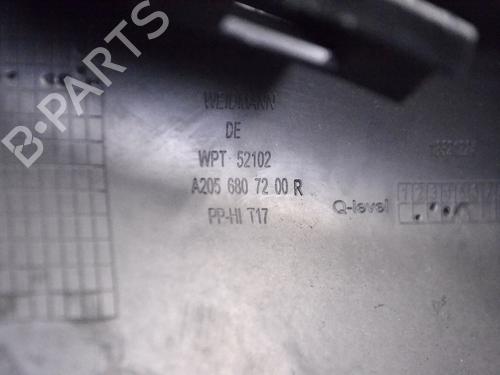 B-PARTS
WEIDMANN
DE
WPT 52102
A205 680 72 00 R
PP-HI T17
Q-level